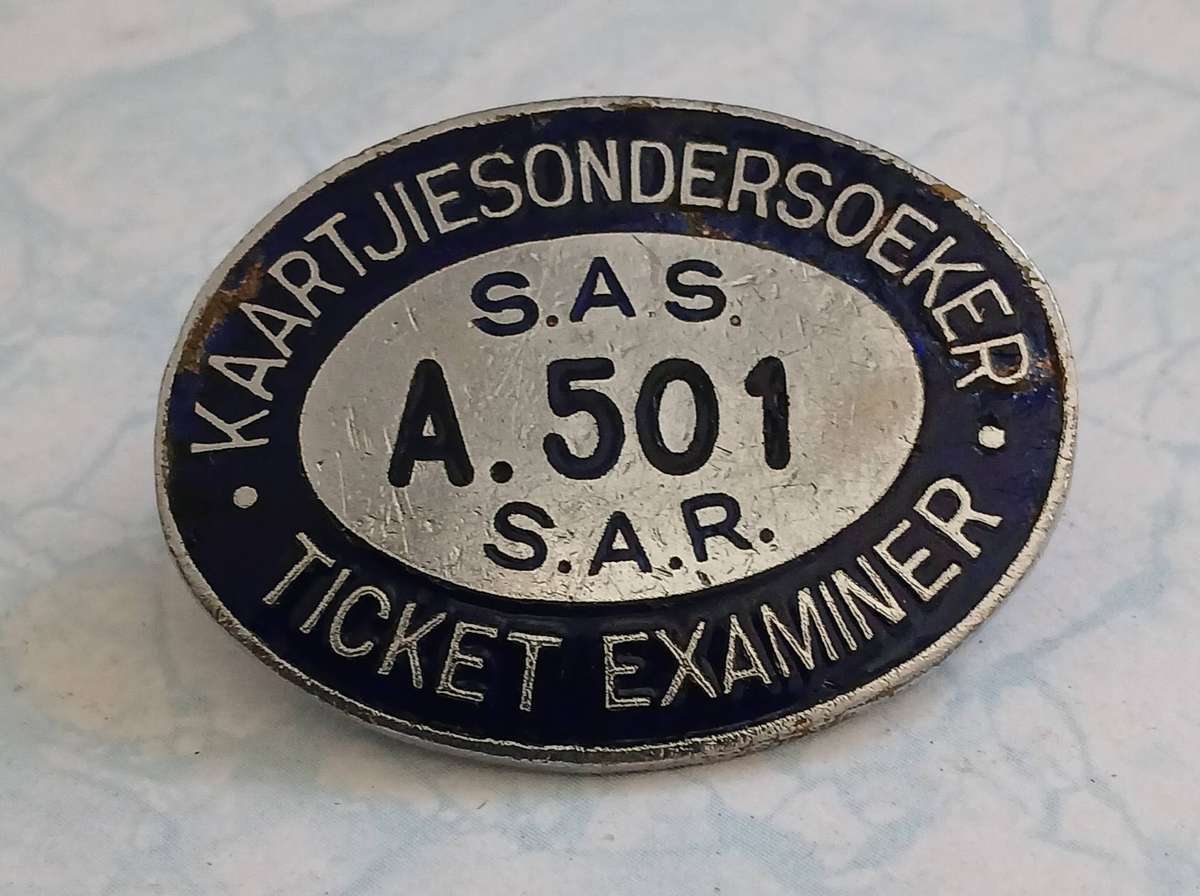 KAARTJIESONDERSOEKER
S.A.S.
A.501
S.A.R.
TICKET EXAMINER